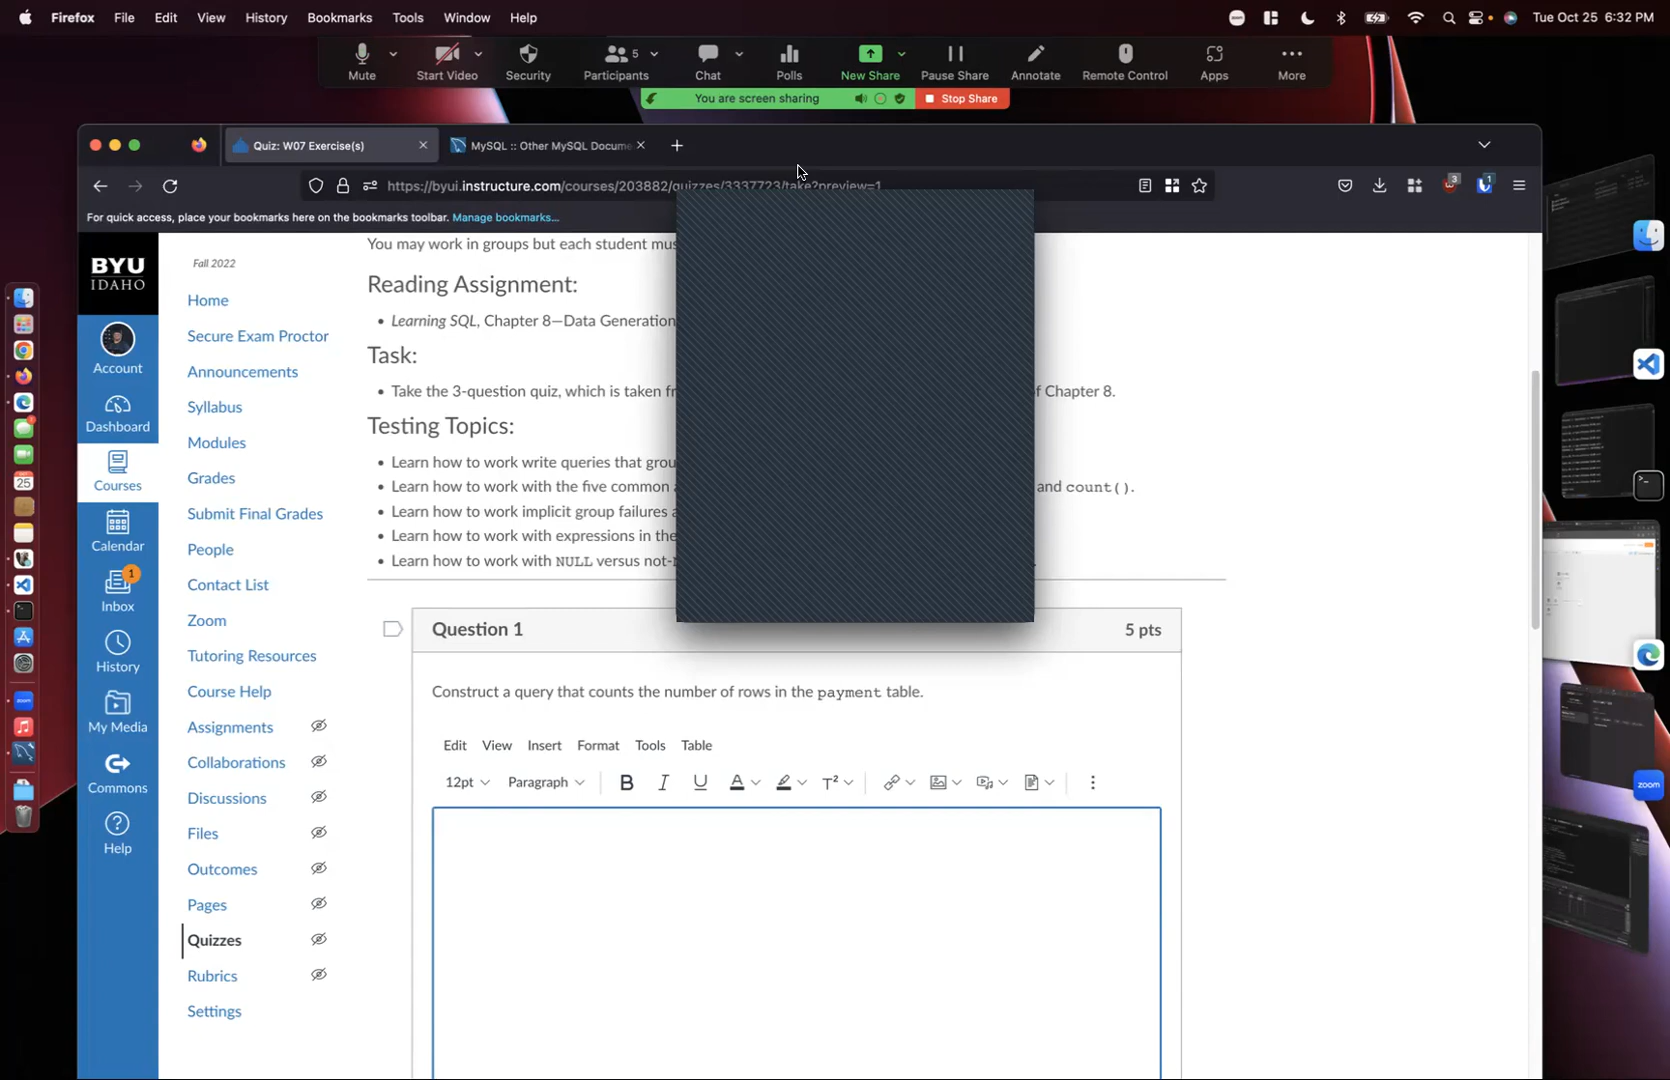 Firefox File Edit View History Bookmarks Tools Window Help Tue Oct 25 6:32 PM
Mute Start Video Security Participants 5 Chat Polls New Share Pause Share Annotate Remote Control Apps More
You are screen sharing Stop Share
Quiz: W07 Exercise(s) MySQL :: Other MySQL Docume
https://byui.instructure.com/courses/203882/quizzes/3337723/take?preview=1
3
1
For quick access, place your bookmarks here on the bookmarks toolbar. Manage bookmarks...
BYU
IDAHO
Account
Dashboard
Courses
Calendar
1
Inbox
History
My Media
Commons
Help
Fall 2022
Home
Secure Exam Proctor
Announcements
Syllabus
Modules
Grades
Submit Final Grades
People
Contact List
Zoom
Tutoring Resources
Course Help
Assignments
Collaborations
Discussions
Files
Outcomes
Pages
Quizzes
Rubrics
Settings
You may work in groups but each student mus
Reading Assignment:
• Learning SQL, Chapter 8—Data Generation
Task:
• Take the 3-question quiz, which is taken fr of Chapter 8.
Testing Topics:
• Learn how to work write queries that grou
• Learn how to work with the five common a and count().
• Learn how to work implicit group failures a
• Learn how to work with expressions in the
• Learn how to work with NULL versus not-N
Question 1 5 pts
Construct a query that counts the number of rows in the payment table.
Edit View Insert Format Tools Table
12pt Paragraph B I U A T²
25
zoom
zoom